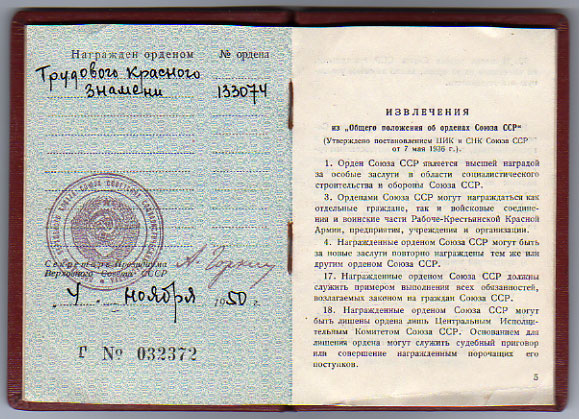 Награжден орденом № ордена
Трудового Красного
Знамени 133074
Секретарь Президиума
Верховного Совета СССР
"4" ноября 1950 г.
Г № 032372
ИЗВЛЕЧЕНИЯ
из „Общего положения об орденах Союза ССР“
(Утверждено постановлением ЦИК и СНК Союза ССР
от 7 мая 1936 г.).
1. Орден Союза ССР является высшей наградой
за особые заслуги в области социалистического
строительства и обороны Союза ССР.
3. Орденами Союза ССР могут награждаться как
отдельные граждане, так и войсковые соедине-
ния и воинские части Рабоче-Крестьянской Красной
Армии, предприятия, учреждения и организации.
4. Награжденные орденом Союза ССР могут быть
за новые заслуги повторно награждены тем же или
другим орденом Союза ССР.
17. Награжденные орденом Союза ССР должны
служить примером выполнения всех обязанностей,
возлагаемых законом на граждан Союза ССР.
18. Награжденные орденом Союза ССР могут
быть лишены ордена лишь Центральным Исполни-
тельным Комитетом Союза ССР. Основанием для
лишения ордена могут служить судебный приговор
или совершение награжденным порочащих его
поступков.
5